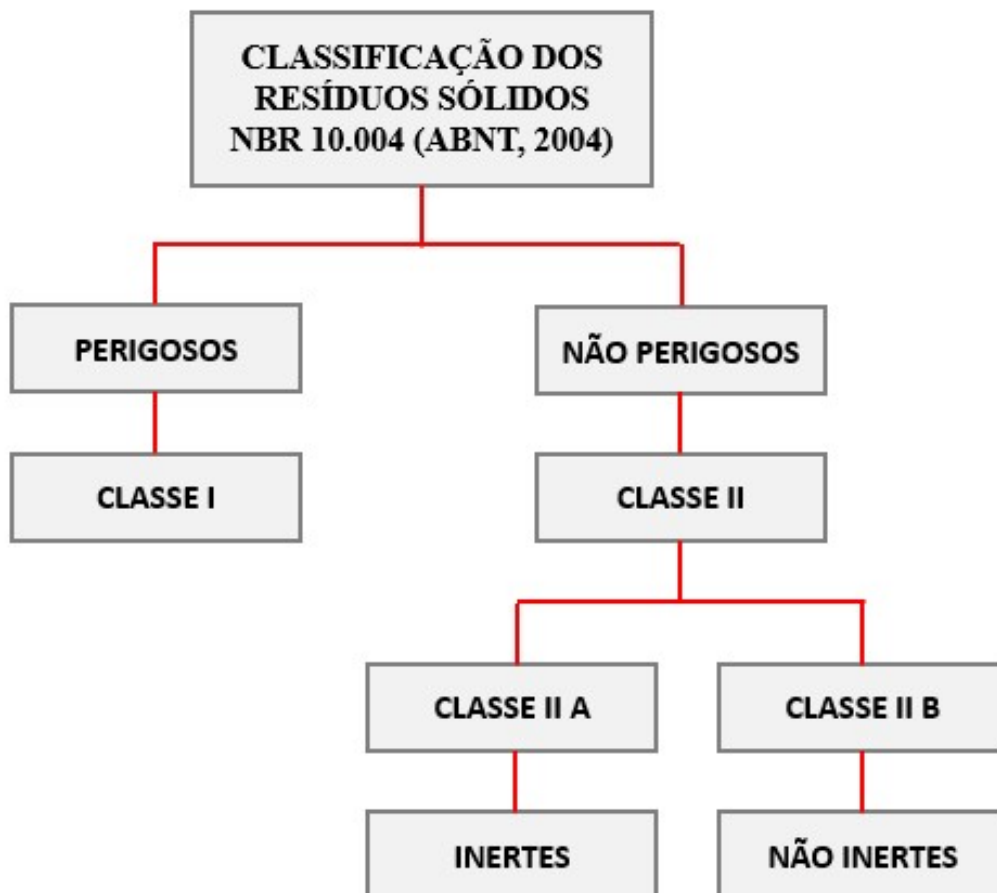 CLASSIFICAÇÃO DOS
RESÍDUOS SÓLIDOS
NBR 10.004 (ABNT, 2004)
PERIGOSOS
NÃO PERIGOSOS
CLASSE I
CLASSE II
CLASSE II A
CLASSE II B
INERTES
NÃO INERTES